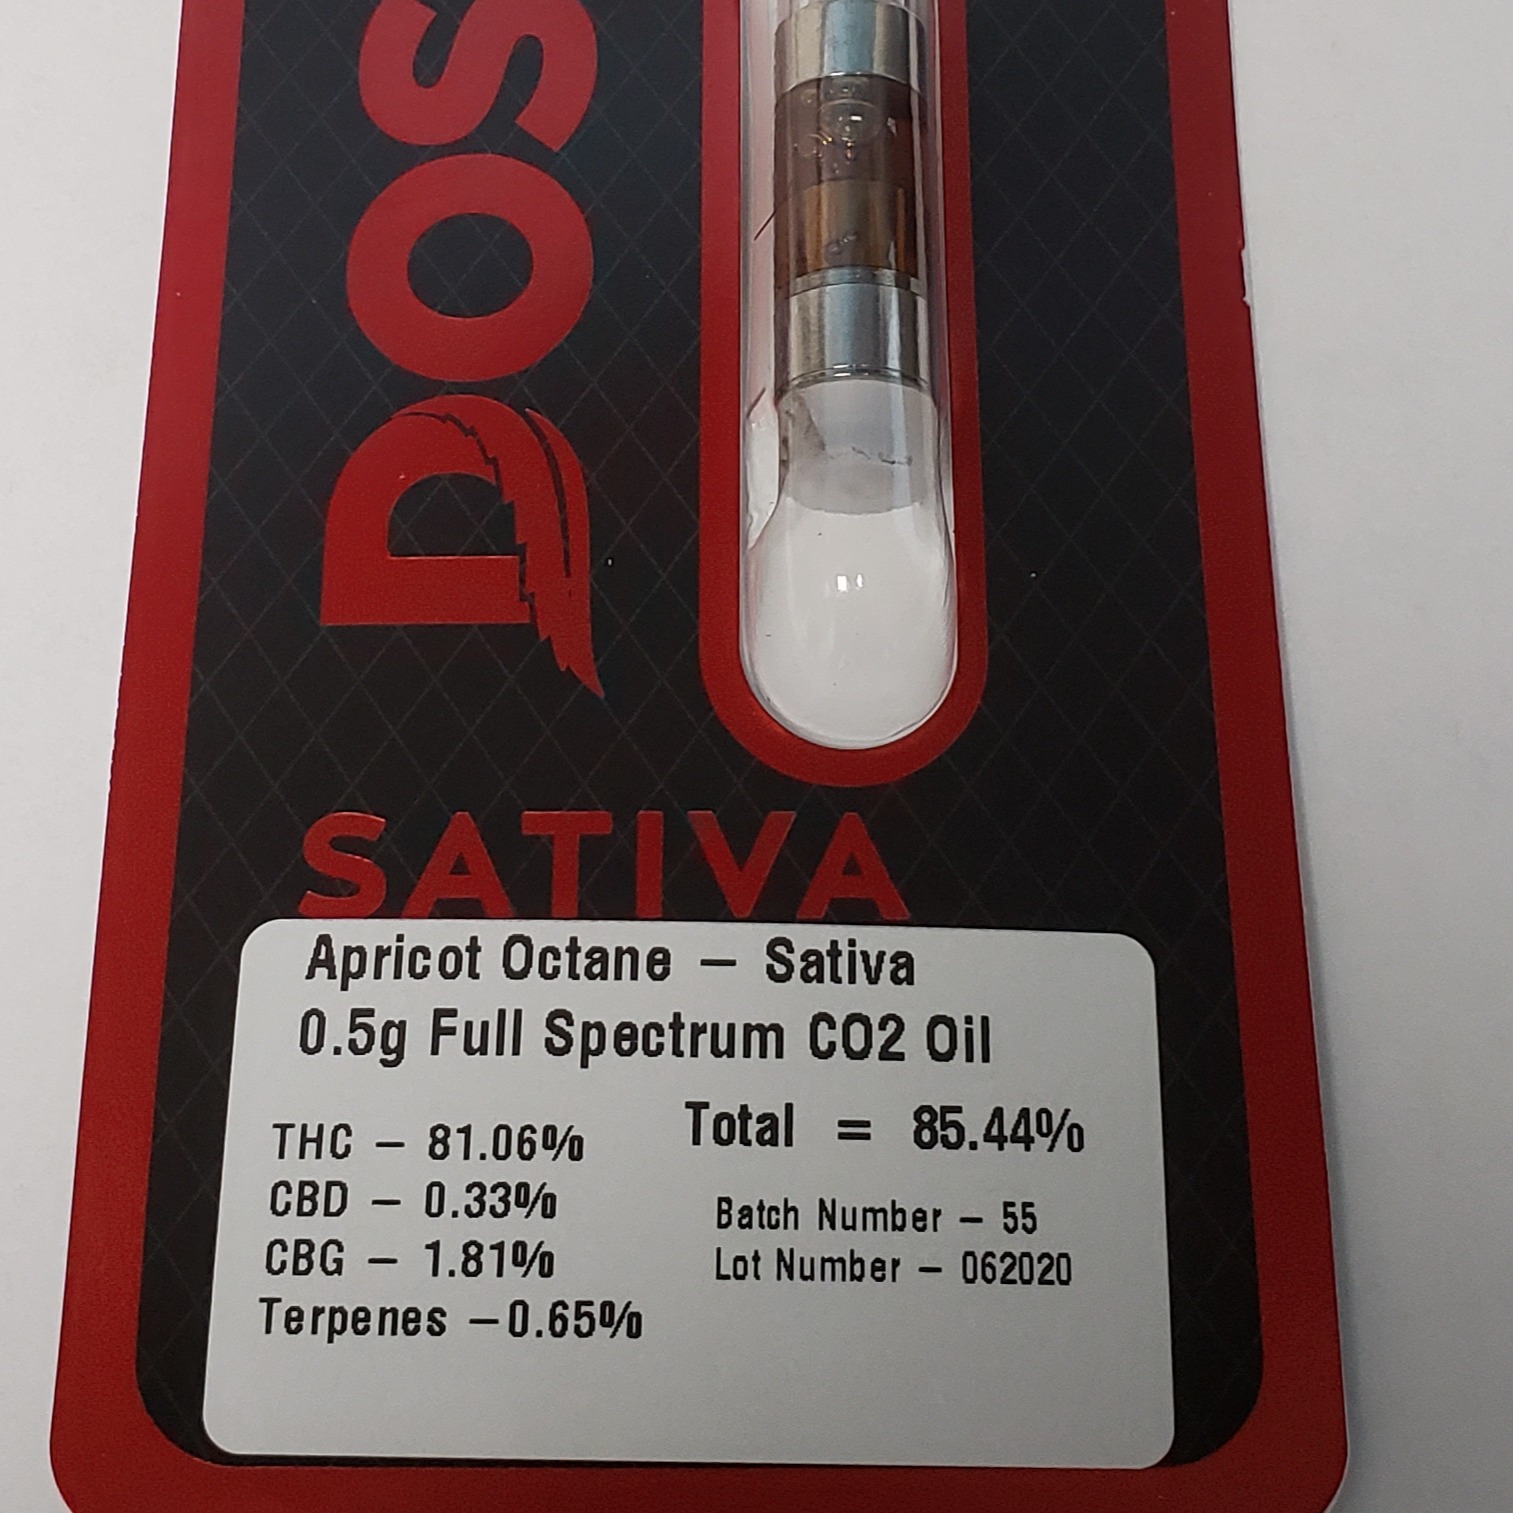 DOS
SATIVA
Apricot Octane – Sativa
0.5g Full Spectrum CO2 Oil
THC – 81.06%
CBD – 0.33%
CBG – 1.81%
Terpenes –0.65%
Total = 85.44%
Batch Number – 55
Lot Number – 062020